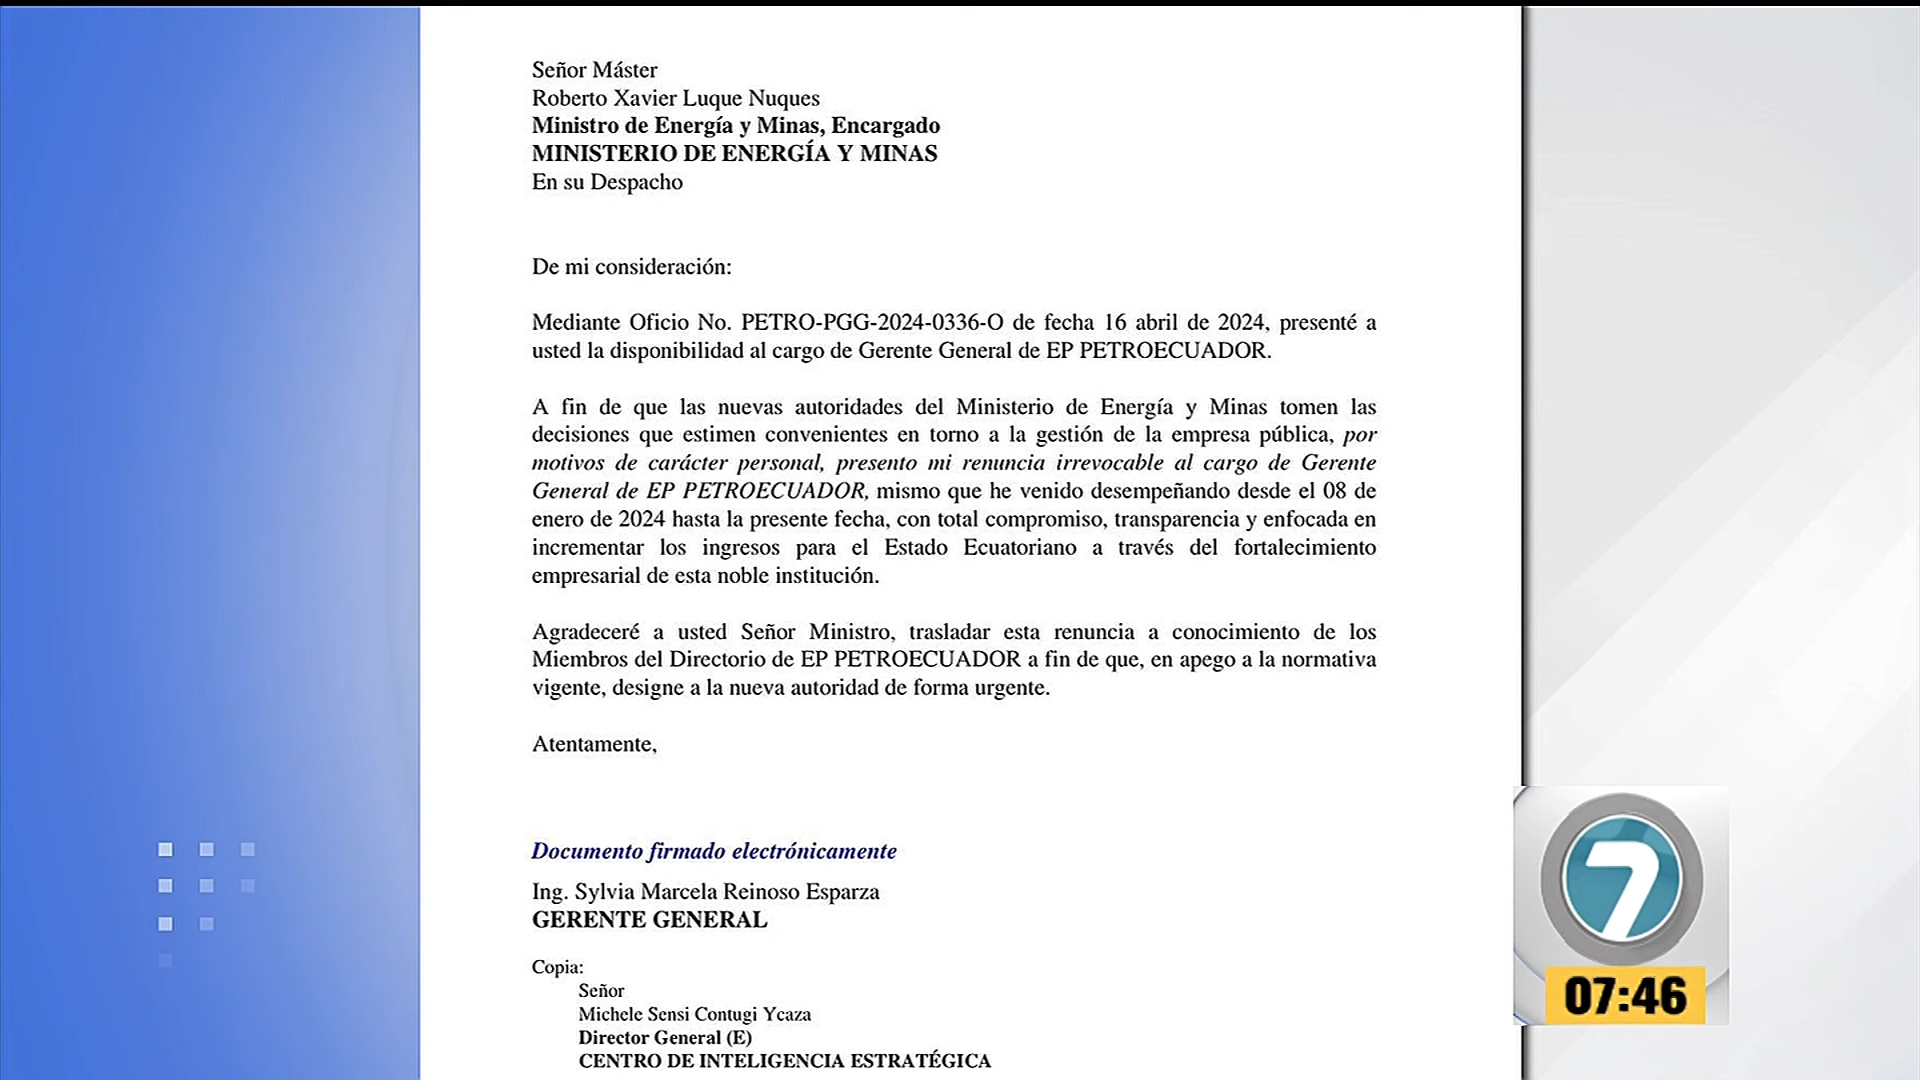 Señor Máster
Roberto Xavier Luque Nuques
Ministro de Energía y Minas, Encargado
MINISTERIO DE ENERGÍA Y MINAS
En su Despacho
De mi consideración:
Mediante Oficio No. PETRO-PGG-2024-0336-O de fecha 16 abril de 2024, presenté a
usted la disponibilidad al cargo de Gerente General de EP PETROECUADOR.
A fin de que las nuevas autoridades del Ministerio de Energía y Minas tomen las
decisiones que estimen convenientes en torno a la gestión de la empresa pública, por
motivos de carácter personal, presento mi renuncia irrevocable al cargo de Gerente
General de EP PETROECUADOR, mismo que he venido desempeñando desde el 08 de
enero de 2024 hasta la presente fecha, con total compromiso, transparencia y enfocada en
incrementar los ingresos para el Estado Ecuatoriano a través del fortalecimiento
empresarial de esta noble institución.
Agradeceré a usted Señor Ministro, trasladar esta renuncia a conocimiento de los
Miembros del Directorio de EP PETROECUADOR a fin de que, en apego a la normativa
vigente, designe a la nueva autoridad de forma urgente.
Atentamente,
Documento firmado electrónicamente
Ing. Sylvia Marcela Reinoso Esparza
GERENTE GENERAL
Copia:
Señor
Michele Sensi Contugi Ycaza
Director General (E)
CENTRO DE INTELIGENCIA ESTRATÉGICA
7
07:46